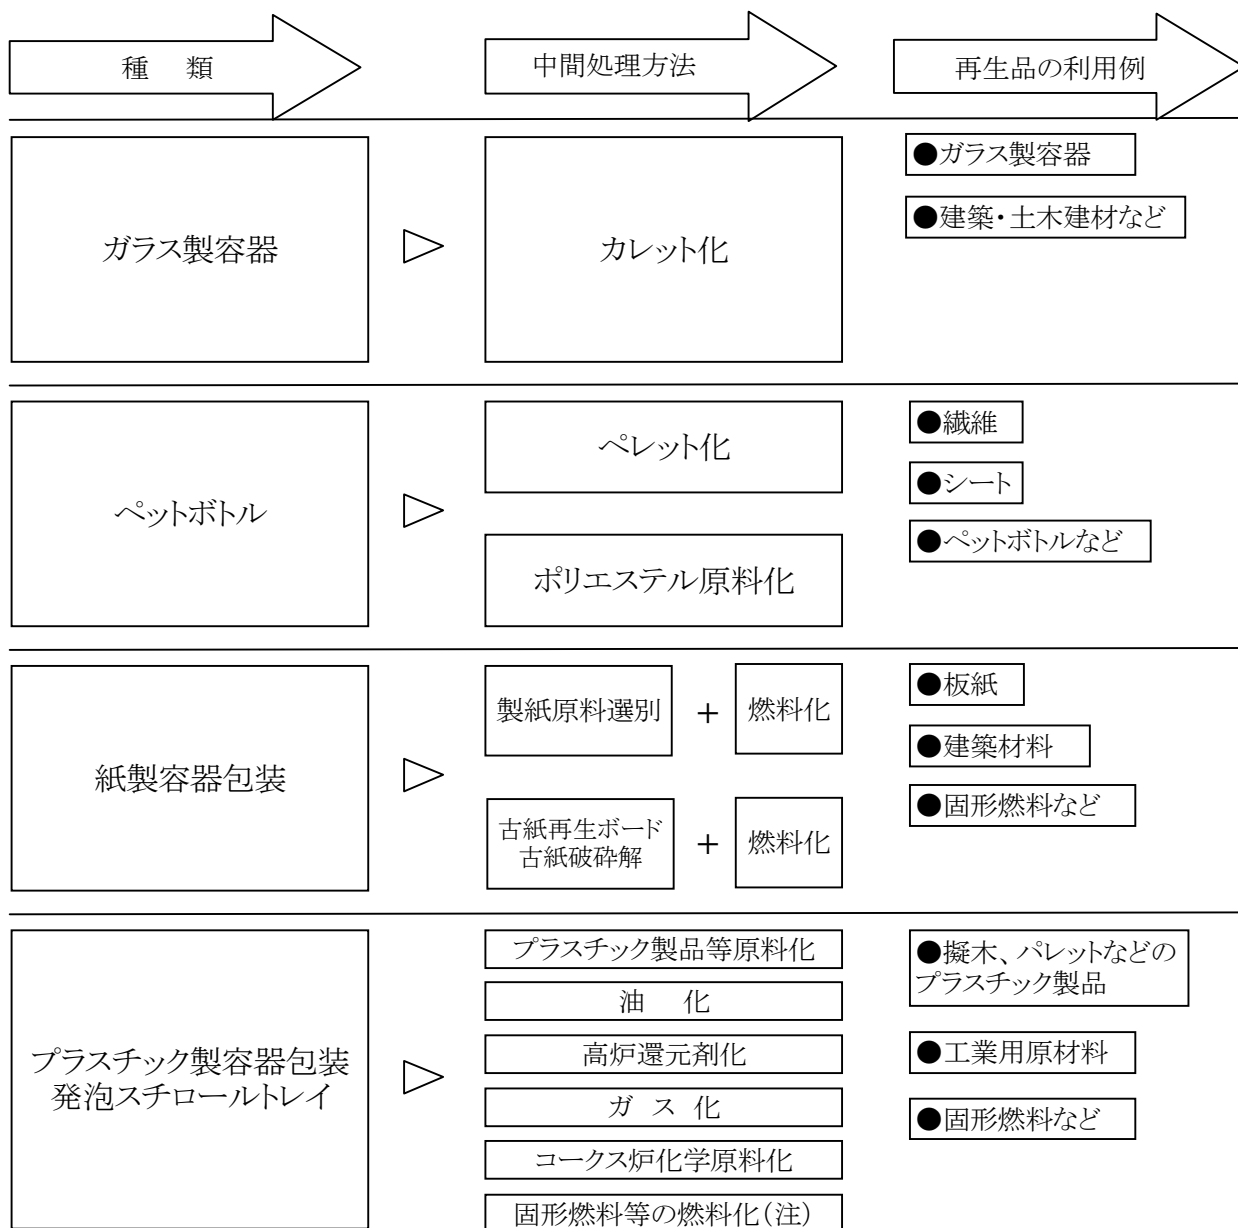 種 類
中間処理方法
再生品の利用例
ガラス製容器
カレット化
●ガラス製容器
●建築・土木建材など
ペットボトル
ペレット化
ポリエステル原料化
●繊維
●シート
●ペットボトルなど
紙製容器包装
製紙原料選別
+
燃料化
古紙再生ボード
古紙破砕解
+
燃料化
●板紙
●建築材料
●固形燃料など
プラスチック製容器包装
発泡スチロールトレイ
プラスチック製品等原料化
油 化
高炉還元剤化
ガ ス 化
コークス炉化学原料化
固形燃料等の燃料化(注)
●擬木、パレットなどの
プラスチック製品
●工業用原材料
●固形燃料など